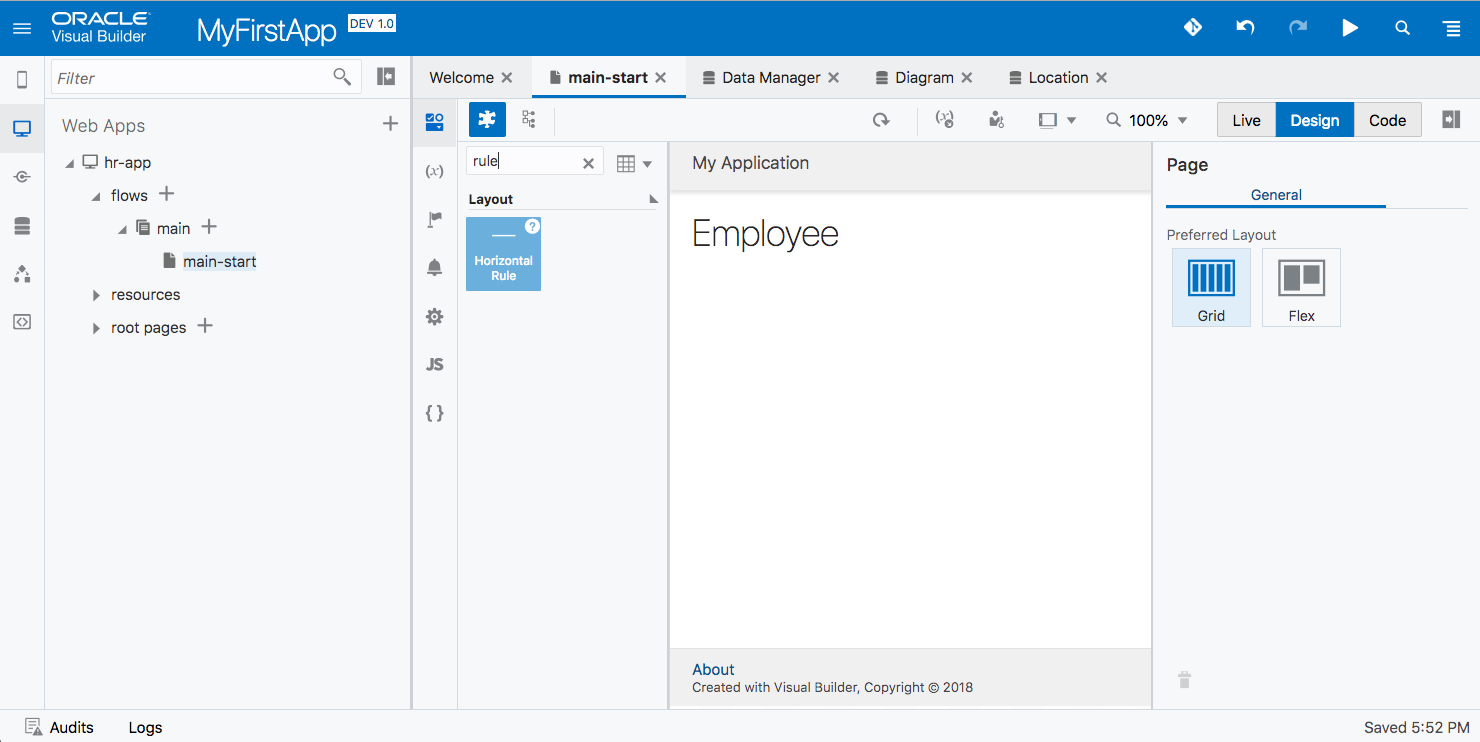 ORACLE
Visual Builder
MyFirstApp
DEV 1.0
Filter
Welcome
main-start
Data Manager
Diagram
Location
Web Apps
hr-app
flows
main
main-start
resources
root pages
(x)
JS
{ }
100%
Live
Design
Code
rule
Layout
?
Horizontal
Rule
My Application
Employee
About
Created with Visual Builder, Copyright © 2018
Page
General
Preferred Layout
Grid
Flex
Audits
Logs
Saved 5:52 PM